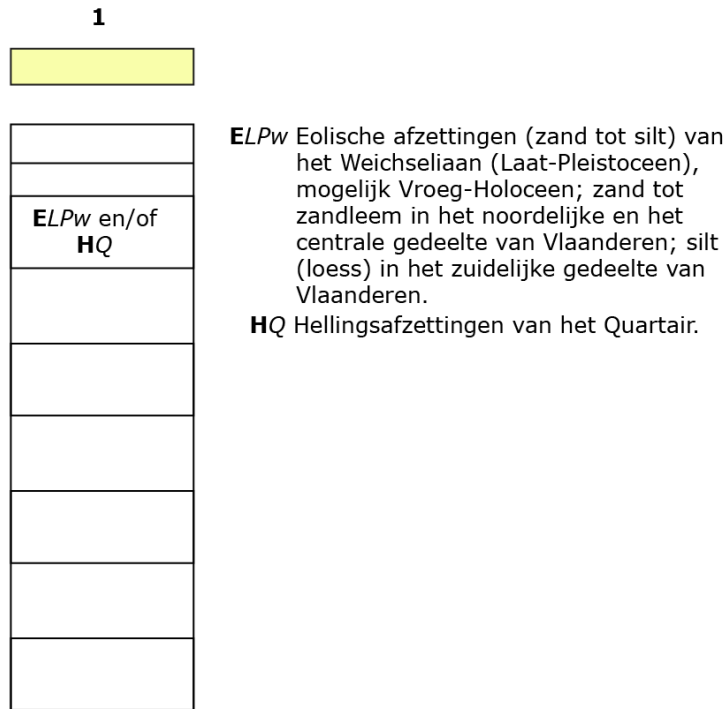 1
ELPw en/of
HQ
ELPw Eolische afzettingen (zand tot silt) van
het Weichseliaan (Laat-Pleistoceen),
mogelijk Vroeg-Holoceen; zand tot
zandleem in het noordelijke en het
centrale gedeelte van Vlaanderen; silt
(loess) in het zuidelijke gedeelte van
Vlaanderen.
HQ Hellingsafzettingen van het Quartair.